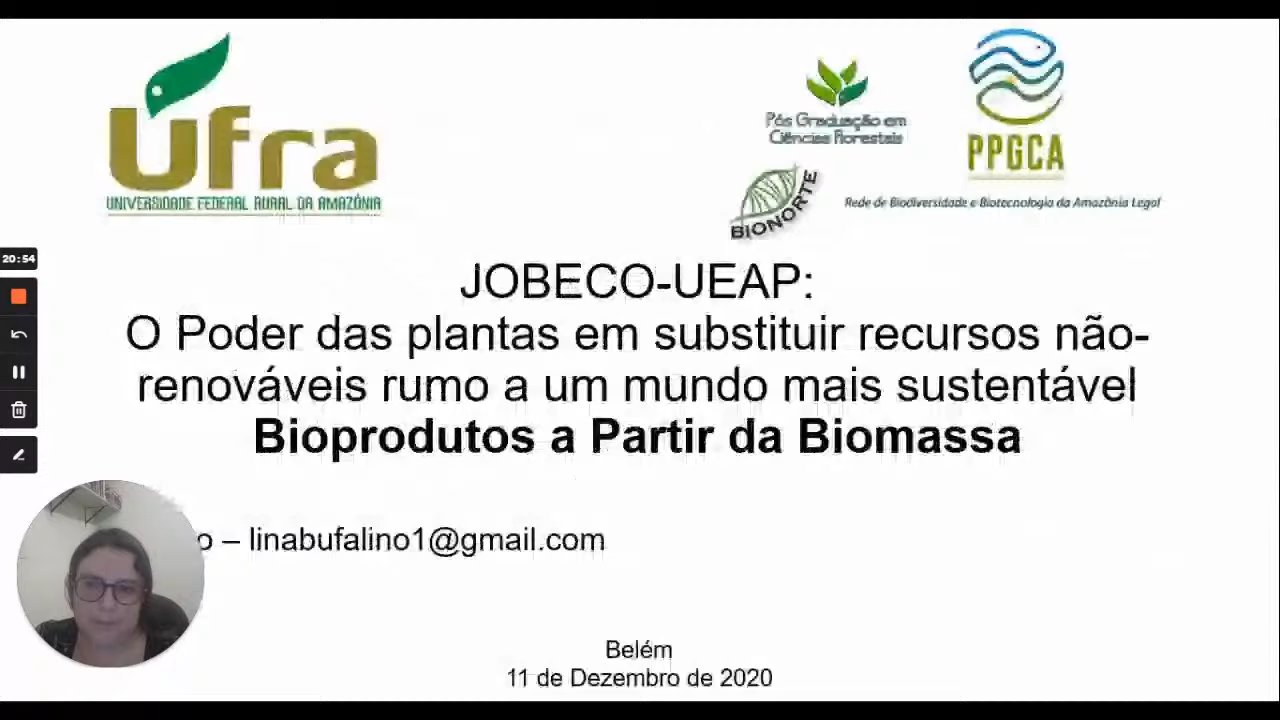 Ufra
UNIVERSIDADE FEDERAL RURAL DA AMAZÔNIA
Pós Graduação em
Ciências Florestais
PPGCA
BIONORTE
Rede de Biodiversidade e Biotecnologia da Amazônia Legal
20:54
JOBECO-UEAP:
O Poder das plantas em substituir recursos não-
renováveis rumo a um mundo mais sustentável
Bioprodutos a Partir da Biomassa
o – linabufalino1@gmail.com
Belém
11 de Dezembro de 2020